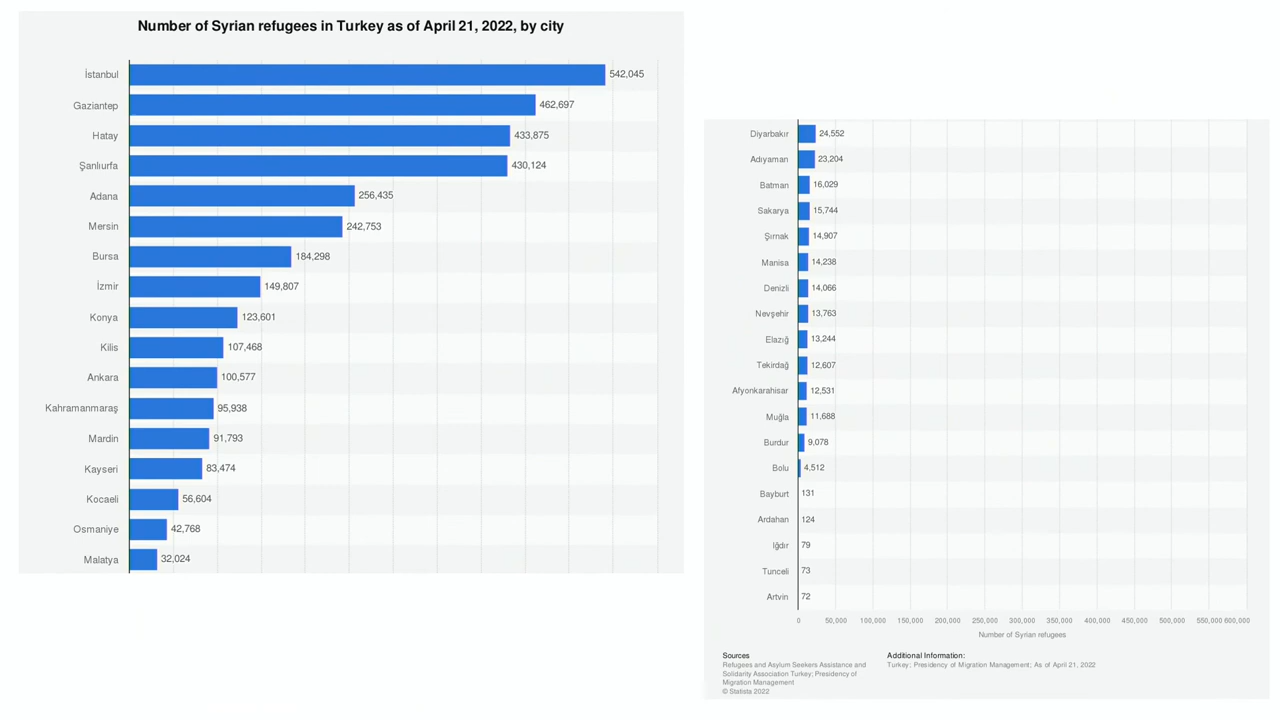 Number of Syrian refugees in Turkey as of April 21, 2022, by city
İstanbul 542,045
Gaziantep 462,697
Hatay 433,875
Şanlıurfa 430,124
Adana 256,435
Mersin 242,753
Bursa 184,298
İzmir 149,807
Konya 123,601
Kilis 107,468
Ankara 100,577
Kahramanmaraş 95,938
Mardin 91,793
Kayseri 83,474
Kocaeli 56,604
Osmaniye 42,768
Malatya 32,024
Diyarbakır 24,552
Adıyaman 23,204
Batman 16,029
Sakarya 15,744
Şırnak 14,907
Manisa 14,238
Denizli 14,066
Nevşehir 13,763
Elazığ 13,244
Tekirdağ 12,607
Afyonkarahisar 12,531
Muğla 11,688
Burdur 9,078
Bolu 4,512
Bayburt 131
Ardahan 124
Iğdır 79
Tunceli 73
Artvin 72
0 50,000 100,000 150,000 200,000 250,000 300,000 350,000 400,000 450,000 500,000 550,000 600,000
Number of Syrian refugees
Sources
Refugees and Asylum Seekers Assistance and
Solidarity Association Turkey; Presidency of
Migration Management
© Statista 2022
Additional Information:
Turkey; Presidency of Migration Management; As of April 21, 2022